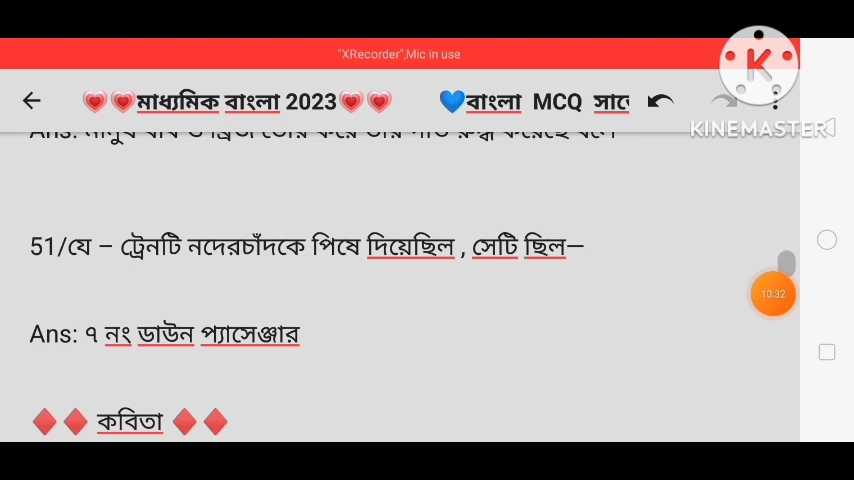 "XRecorder",Mic in use
মাধ্যমিক বাংলা 2023 বাংলা MCQ
KINEMASTER
51/যে – ট্রেনটি নদেরচাঁদকে পিষে দিয়েছিল , সেটি ছিল—
10:32
Ans: ৭ নং ডাউন প্যাসেঞ্জার
কবিতা